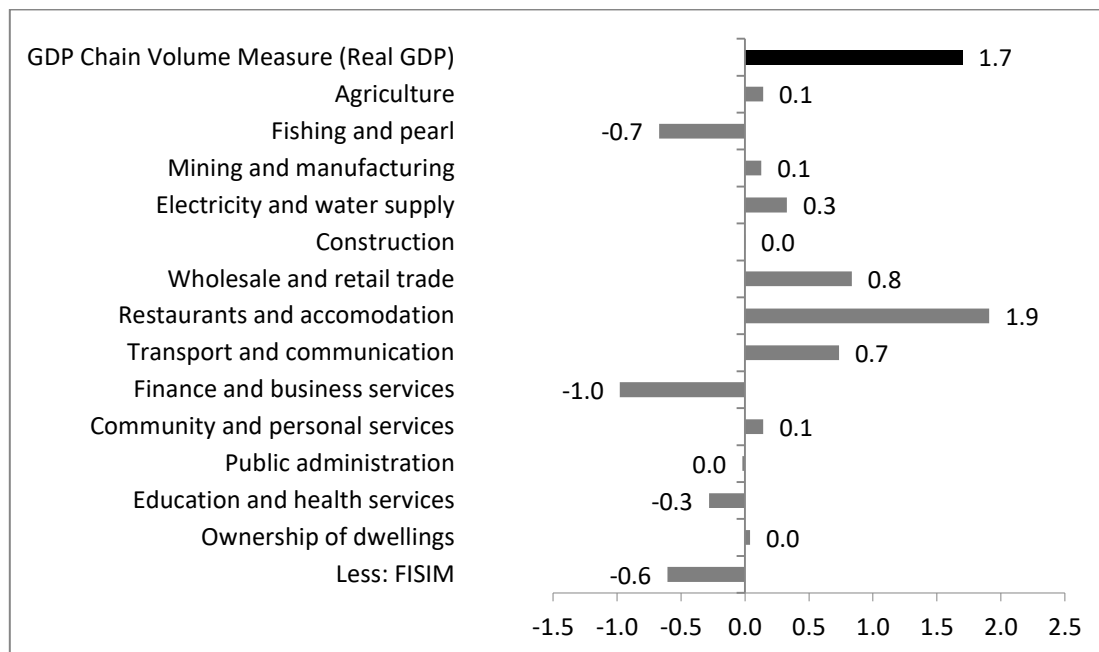 GDP Chain Volume Measure (Real GDP) 1.7
Agriculture 0.1
Fishing and pearl -0.7
Mining and manufacturing 0.1
Electricity and water supply 0.3
Construction 0.0
Wholesale and retail trade 0.8
Restaurants and accomodation 1.9
Transport and communication 0.7
Finance and business services -1.0
Community and personal services 0.1
Public administration 0.0
Education and health services -0.3
Ownership of dwellings 0.0
Less: FISIM -0.6
-1.5 -1.0 -0.5 0.0 0.5 1.0 1.5 2.0 2.5